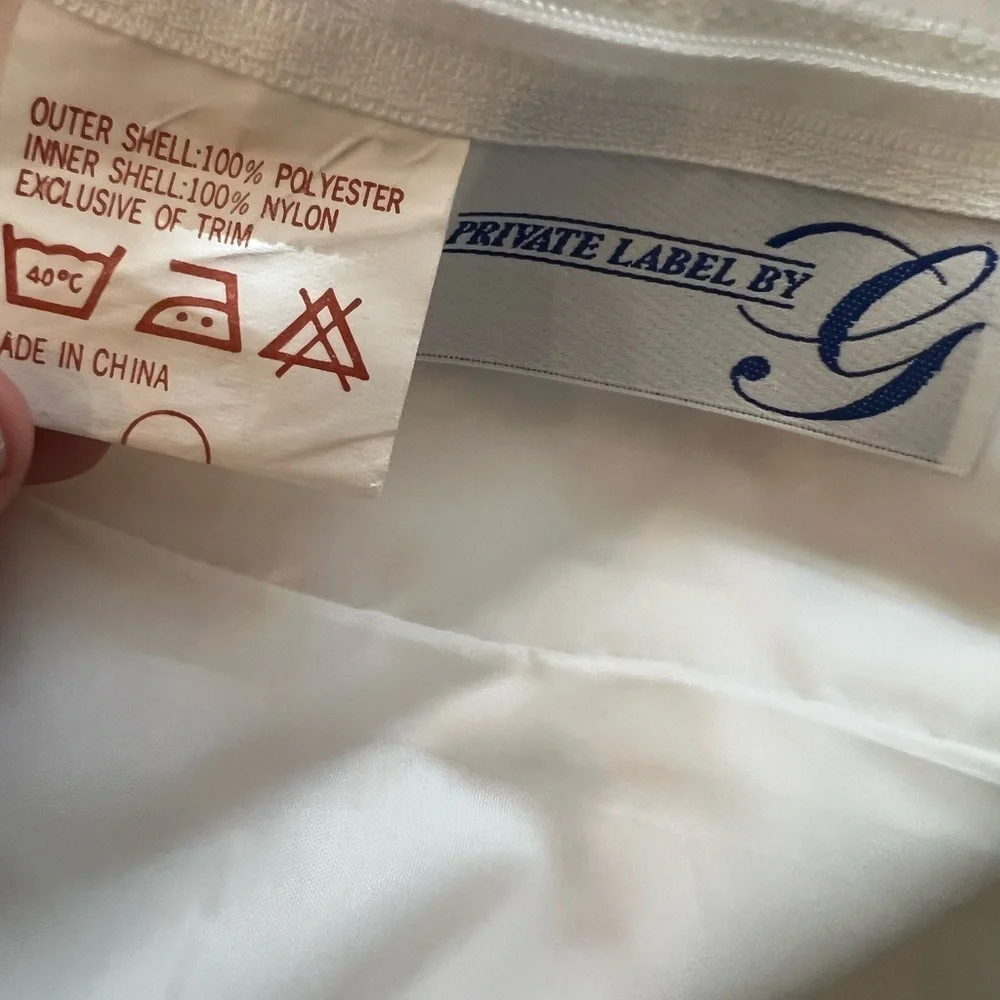 OUTER SHELL:100% POLYESTER
INNER SHELL:100% NYLON
EXCLUSIVE OF TRIM
40°C
ADE IN CHINA
PRIVATE LABEL BY
G